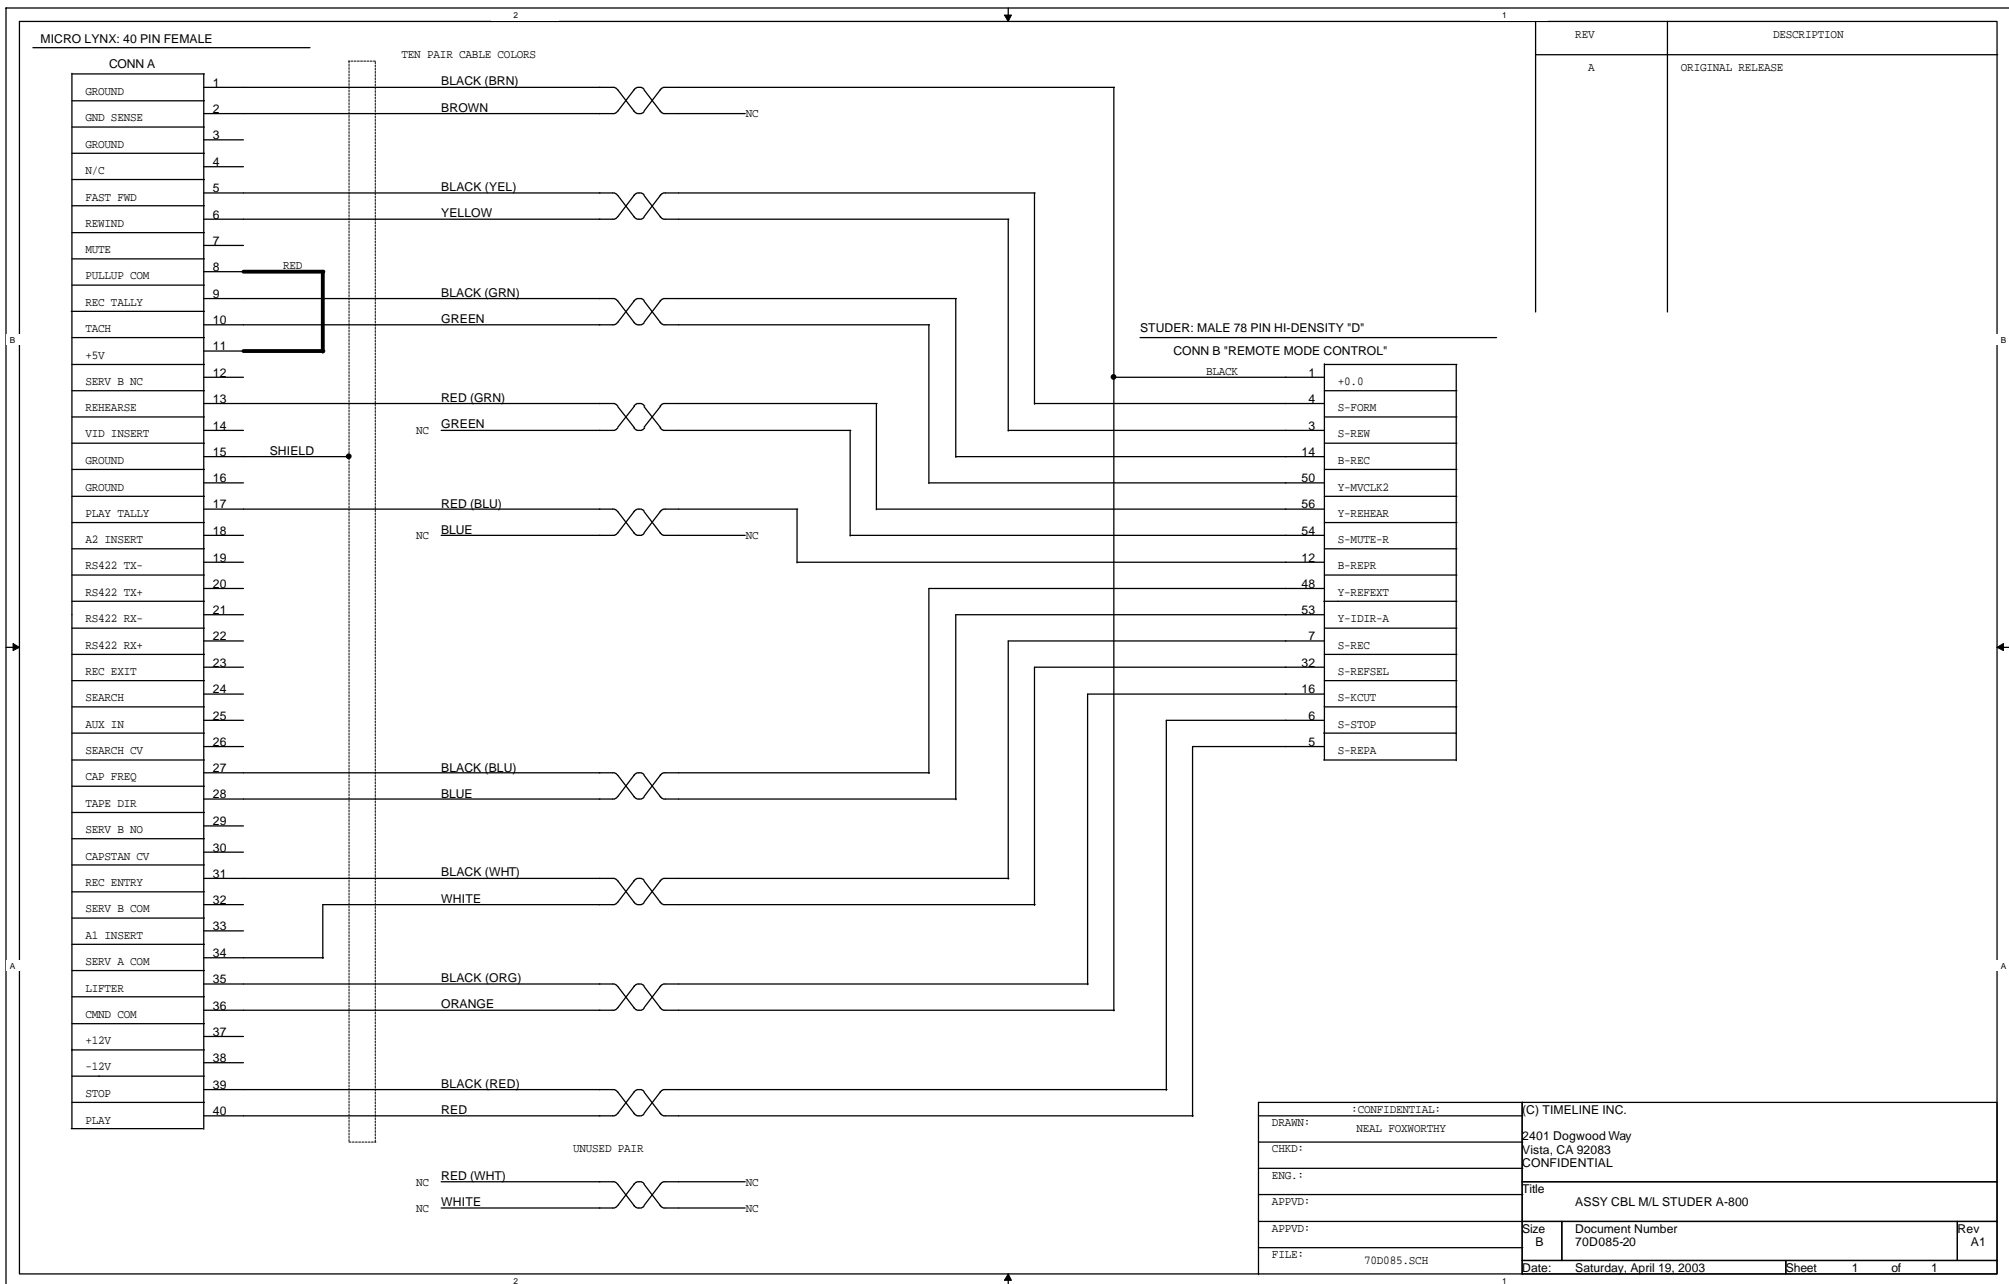 2
1
MICRO LYNX: 40 PIN FEMALE
CONN A
TEN PAIR CABLE COLORS
REV
DESCRIPTION
A
ORIGINAL RELEASE
GROUND 1 BLACK (BRN)
GND SENSE 2 BROWN NC
GROUND 3
N/C 4
FAST FWD 5 BLACK (YEL)
REWIND 6 YELLOW
MUTE 7
PULLUP COM 8 RED
REC TALLY 9 BLACK (GRN)
TACH 10 GREEN
+5V 11
SERV B NC 12
REHEARSE 13 RED (GRN)
VID INSERT 14 NC GREEN
GROUND 15 SHIELD
GROUND 16
PLAY TALLY 17 RED (BLU)
A2 INSERT 18 NC BLUE NC
RS422 TX- 19
RS422 TX+ 20
RS422 RX- 21
RS422 RX+ 22
REC EXIT 23
SEARCH 24
AUX IN 25
SEARCH CV 26
CAP FREQ 27 BLACK (BLU)
TAPE DIR 28 BLUE
SERV B NO 29
CAPSTAN CV 30
REC ENTRY 31 BLACK (WHT)
SERV B COM 32 WHITE
A1 INSERT 33
SERV A COM 34
LIFTER 35 BLACK (ORG)
CMND COM 36 ORANGE
+12V 37
-12V 38
STOP 39 BLACK (RED)
PLAY 40 RED
UNUSED PAIR
NC RED (WHT) NC
NC WHITE NC
STUDER: MALE 78 PIN HI-DENSITY "D"
CONN B "REMOTE MODE CONTROL"
BLACK 1 +0.0
4 S-FORM
3 S-REW
14 B-REC
50 Y-MVCLK2
56 Y-REHEAR
54 S-MUTE-R
12 B-REPR
48 Y-REFEXT
53 Y-IDIR-A
7 S-REC
32 S-REFSEL
16 S-KCUT
6 S-STOP
5 S-REPA
B
B
A
A
:CONFIDENTIAL:
DRAWN: NEAL FOXWORTHY
CHKD:
ENG.:
APPVD:
APPVD:
FILE: 70D085.SCH
(C) TIMELINE INC.
2401 Dogwood Way
Vista, CA 92083
CONFIDENTIAL
Title
ASSY CBL M/L STUDER A-800
Size Document Number Rev
B 70D085-20 A1
Date: Saturday, April 19, 2003 Sheet 1 of 1
2
1